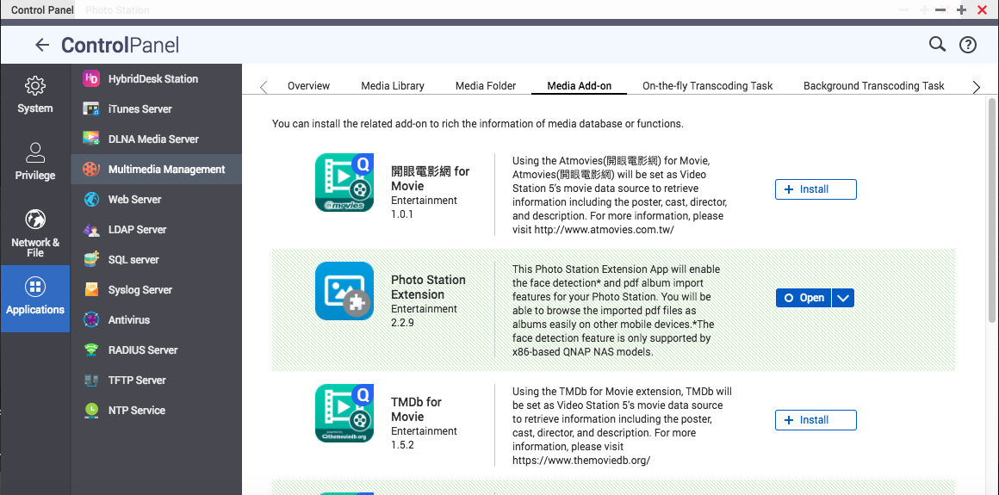 Control Panel
Photo Station
ControlPanel
System
Privilege
Network &
File
Applications
HybridDesk Station
iTunes Server
DLNA Media Server
Multimedia Management
Web Server
LDAP Server
SQL server
Syslog Server
Antivirus
RADIUS Server
TFTP Server
NTP Service
Overview
Media Library
Media Folder
Media Add-on
On-the-fly Transcoding Task
Background Transcoding Task
You can install the related add-on to rich the information of media database or functions.
Q
@movies
開眼電影網 for
Movie
Entertainment
1.0.1
Using the Atmovies(開眼電影網) for Movie,
Atmovies(開眼電影網) will be set as Video
Station 5's movie data source to retrieve
information including the poster, cast, director,
and description. For more information, please
visit http://www.atmovies.com.tw/
+ Install
Photo Station
Extension
Entertainment
2.2.9
This Photo Station Extension App will enable
the face detection* and pdf album import
features for your Photo Station. You will be
able to browse the imported pdf files as
albums easily on other mobile devices.*The
face detection feature is only supported by
x86-based QNAP NAS models.
Open
Q
powered by
themoviedb.org
TMDb for
Movie
Entertainment
1.5.2
Using the TMDb for Movie extension, TMDb will
be set as Video Station 5's movie data source
to retrieve information including the poster,
cast, director, and description. For more
information, please visit
https://www.themoviedb.org/
+ Install